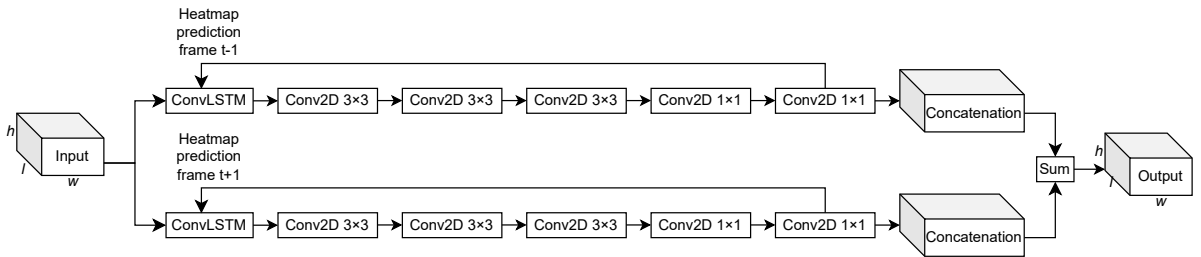 Heatmap
prediction
frame t-1
ConvLSTM
Conv2D 3×3
Conv2D 3×3
Conv2D 3×3
Conv2D 1×1
Conv2D 1×1
Concatenation
h
Input
l
w
Heatmap
prediction
frame t+1
ConvLSTM
Conv2D 3×3
Conv2D 3×3
Conv2D 3×3
Conv2D 1×1
Conv2D 1×1
Concatenation
Sum
h
Output
l
w